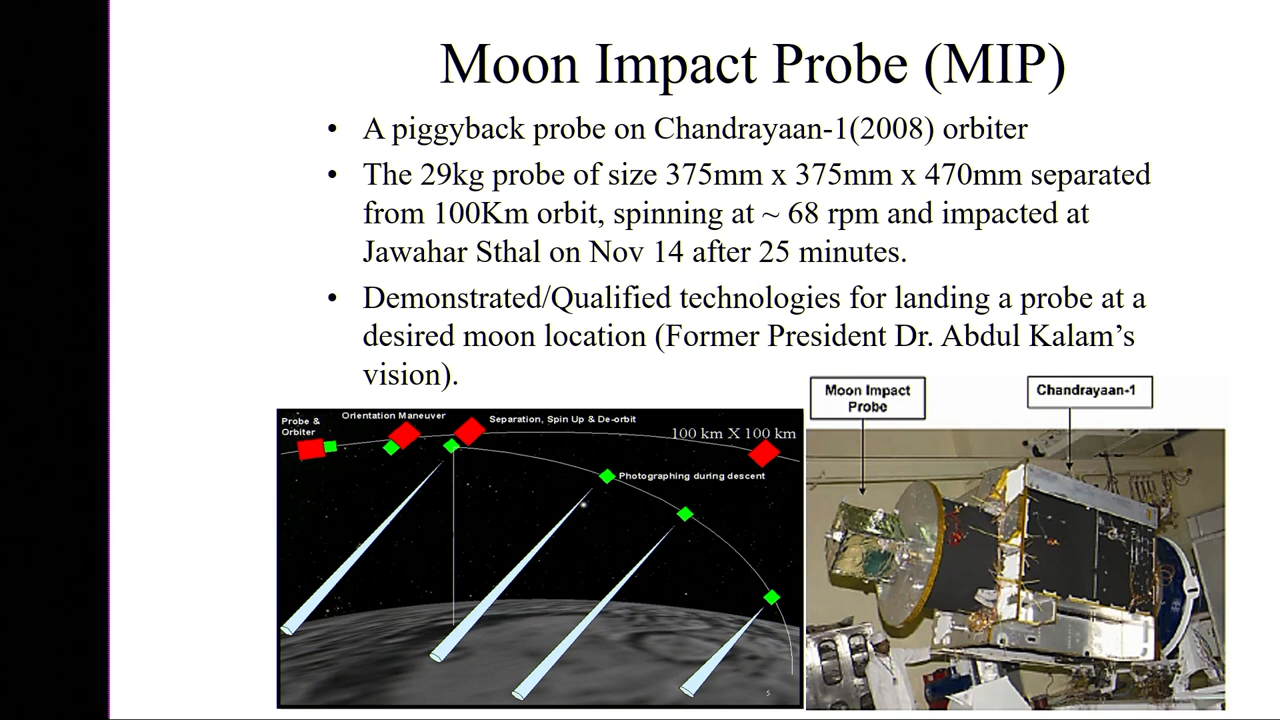 Moon Impact Probe (MIP)
• A piggyback probe on Chandrayaan-1(2008) orbiter
• The 29kg probe of size 375mm x 375mm x 470mm separated
from 100Km orbit, spinning at ~ 68 rpm and impacted at
Jawahar Sthal on Nov 14 after 25 minutes.
• Demonstrated/Qualified technologies for landing a probe at a
desired moon location (Former President Dr. Abdul Kalam’s
vision).
Probe &
Orbiter
Orientation Maneuver
Separation, Spin Up & De-orbit
100 km X 100 km
Photographing during descent
5
Moon Impact
Probe
Chandrayaan-1